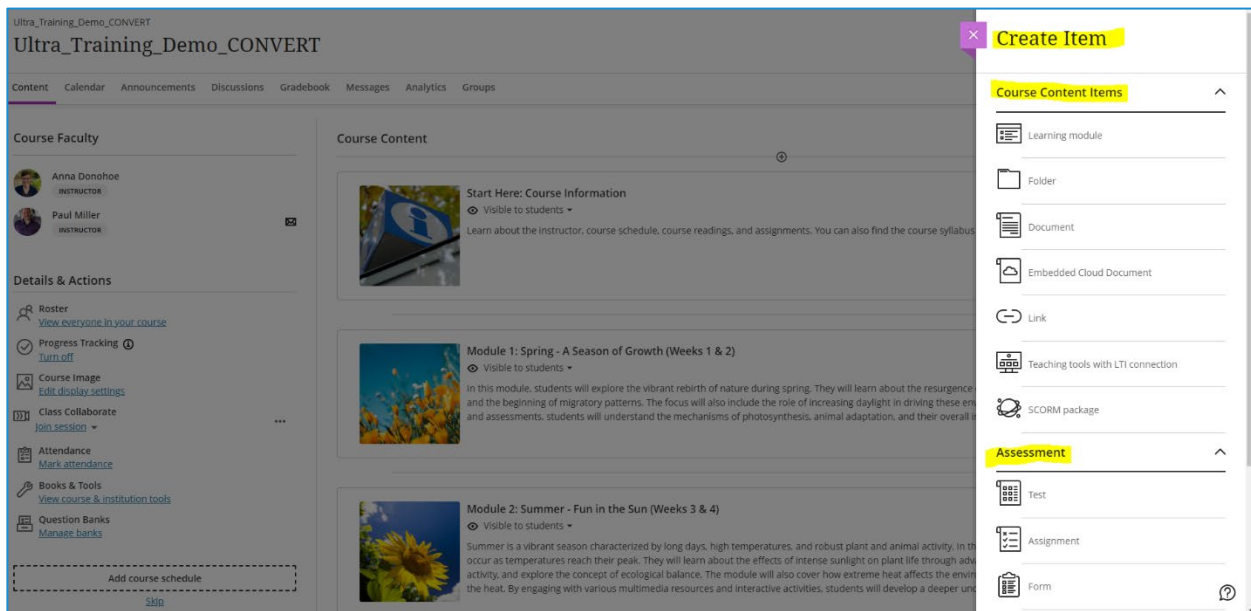 Ultra_Training_Demo_CONVERT
Ultra_Training_Demo_CONVERT
Content Calendar Announcements Discussions Gradebook Messages Analytics Groups
Course Faculty
Anna Donohoe
INSTRUCTOR
Paul Miller
INSTRUCTOR
Details & Actions
Roster
View everyone in your course
Progress Tracking
Turn off
Course Image
Edit display settings
Class Collaborate
Join session
Attendance
Mark attendance
Books & Tools
View course & institution tools
Question Banks
Manage banks
Add course schedule
Skip
Course Content
Start Here: Course Information
Visible to students
Learn about the instructor, course schedule, course readings, and assignments. You can also find the course syllabus
Module 1: Spring - A Season of Growth (Weeks 1 & 2)
Visible to students
In this module, students will explore the vibrant rebirth of nature during spring. They will learn about the resurgence
and the beginning of migratory patterns. The focus will also include the role of increasing daylight in driving these
and assessments, students will understand the mechanisms of photosynthesis, animal adaptation, and their overall
Module 2: Summer - Fun in the Sun (Weeks 3 & 4)
Visible to students
Summer is a vibrant season characterized by long days, high temperatures, and robust plant and animal activity. In
occur as temperatures reach their peak. They will learn about the effects of intense sunlight on plant life through
activity, and explore the concept of ecological balance. The module will also cover how extreme heat affects the
the heat. By engaging with various multimedia resources and interactive activities, students will develop a deeper
Create Item
Course Content Items
Learning module
Folder
Document
Embedded Cloud Document
Link
Teaching tools with LTI connection
SCORM package
Assessment
Test
Assignment
Form